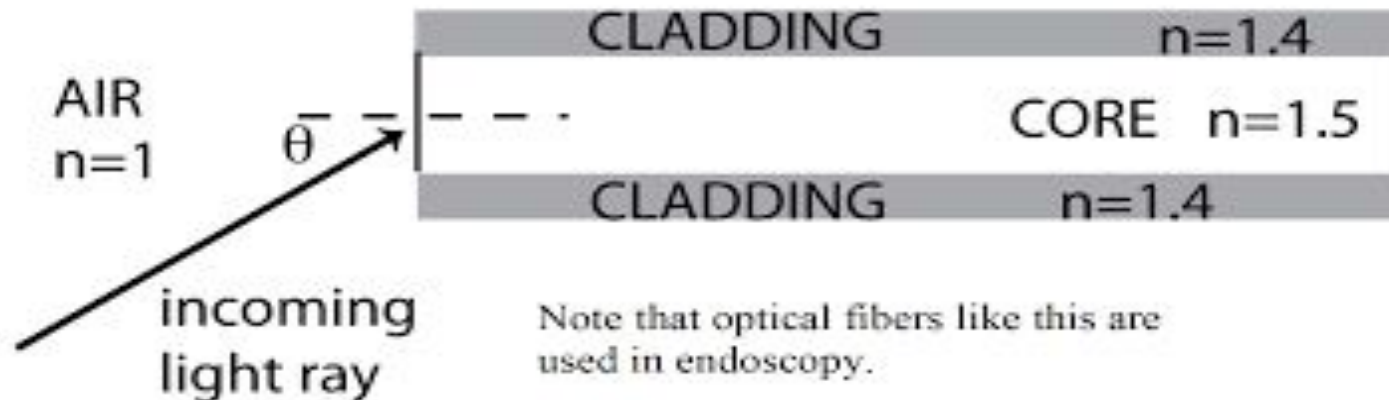 CLADDING n=1.4
AIR
n=1
θ
CORE n=1.5
CLADDING n=1.4
incoming
light ray
Note that optical fibers like this are
used in endoscopy.